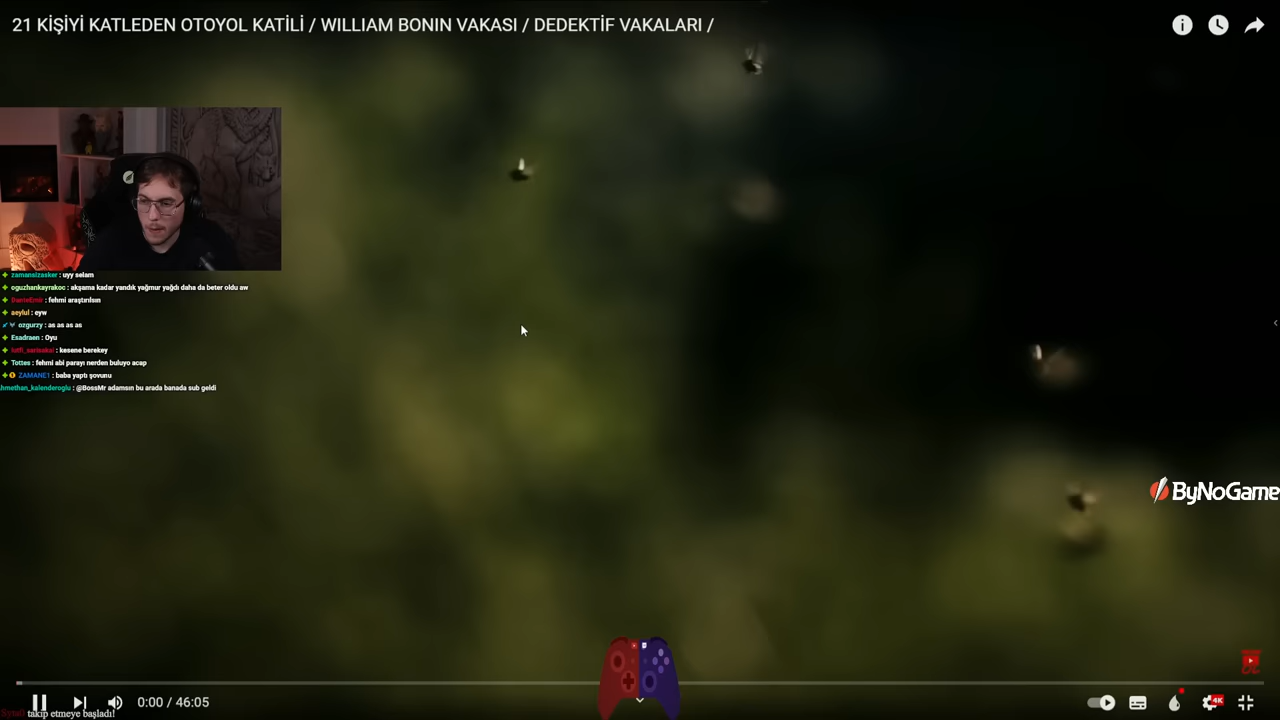 21 KİŞİYİ KATLEDEN OTOYOL KATİLİ / WILLIAM BONIN VAKASI / DEDEKTİF VAKALARI /
zamansizasker : uyy selam
oguzhankayrakoc : akşama kadar yandık yağmur yağdı daha da beter oldu aw
DanteEmir : fehmi araştırılsın
aeylul : eyw
ozgurzy : as as as as
Esadraen : Oyu
: kesene berekey
Tottes : fehmi abi parayı nerden buluyo acap
ZAMANE1 : baba yaptı şovunu
hmethan_kalenderoglu : @BossMr adamsın bu arada banada sub geldi
ByNoGame
0:00 / 46:05
4K
takip etmeye başladı!